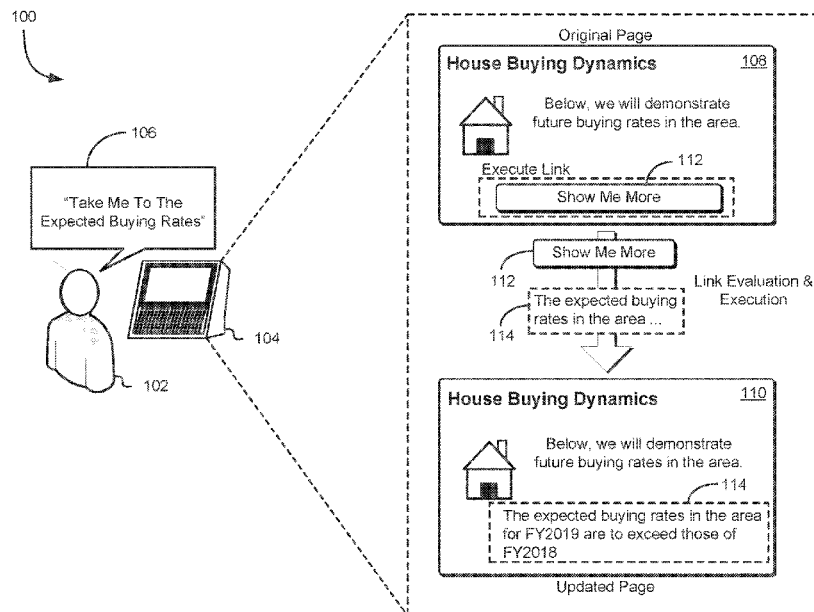 100
106
"Take Me To The
Expected Buying Rates"
104
102
Original Page
House Buying Dynamics
108
Below, we will demonstrate
future buying rates in the area.
Execute Link
112
Show Me More
Show Me More
112
Link Evaluation &
Execution
The expected buying
rates in the area ...
114
House Buying Dynamics
110
Below, we will demonstrate
future buying rates in the area.
114
The expected buying rates in the area
for FY2019 are to exceed those of
FY2018
Updated Page